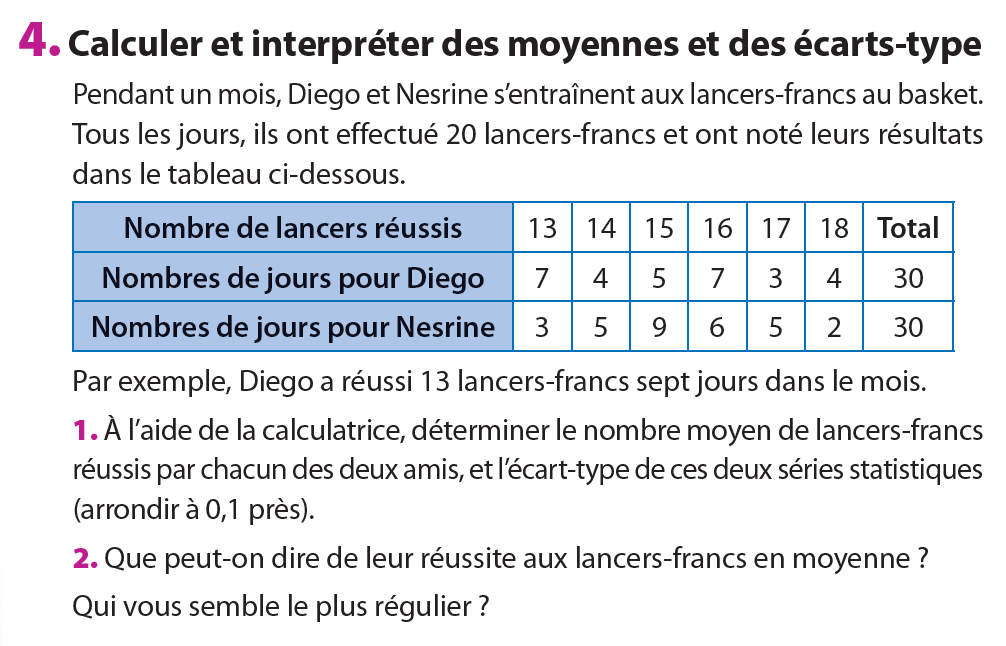 4. Calculer et interpréter des moyennes et des écarts-type
Pendant un mois, Diego et Nesrine s’entraînent aux lancers-francs au basket.
Tous les jours, ils ont effectué 20 lancers-francs et ont noté leurs résultats
dans le tableau ci-dessous.
Nombre de lancers réussis 13 14 15 16 17 18 Total
Nombres de jours pour Diego 7 4 5 7 3 4 30
Nombres de jours pour Nesrine 3 5 9 6 5 2 30
Par exemple, Diego a réussi 13 lancers-francs sept jours dans le mois.
1. À l’aide de la calculatrice, déterminer le nombre moyen de lancers-francs
réussis par chacun des deux amis, et l’écart-type de ces deux séries statistiques
(arrondir à 0,1 près).
2. Que peut-on dire de leur réussite aux lancers-francs en moyenne ?
Qui vous semble le plus régulier ?